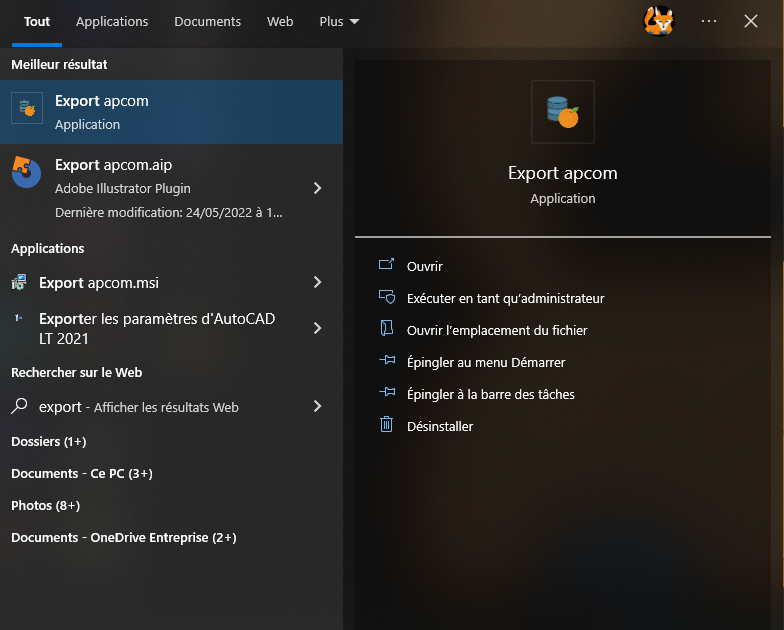 Tout Applications Documents Web Plus
Meilleur résultat
Export apcom
Application
Export apcom.aip
Adobe Illustrator Plugin
Dernière modification: 24/05/2022 à 1...
Applications
Export apcom.msi
Exporter les paramètres d'AutoCAD
LT 2021
Rechercher sur le Web
export - Afficher les résultats Web
Dossiers (1+)
Documents - Ce PC (3+)
Photos (8+)
Documents - OneDrive Entreprise (2+)
Export apcom
Application
Ouvrir
Exécuter en tant qu'administrateur
Ouvrir l'emplacement du fichier
Épingler au menu Démarrer
Épingler à la barre des tâches
Désinstaller